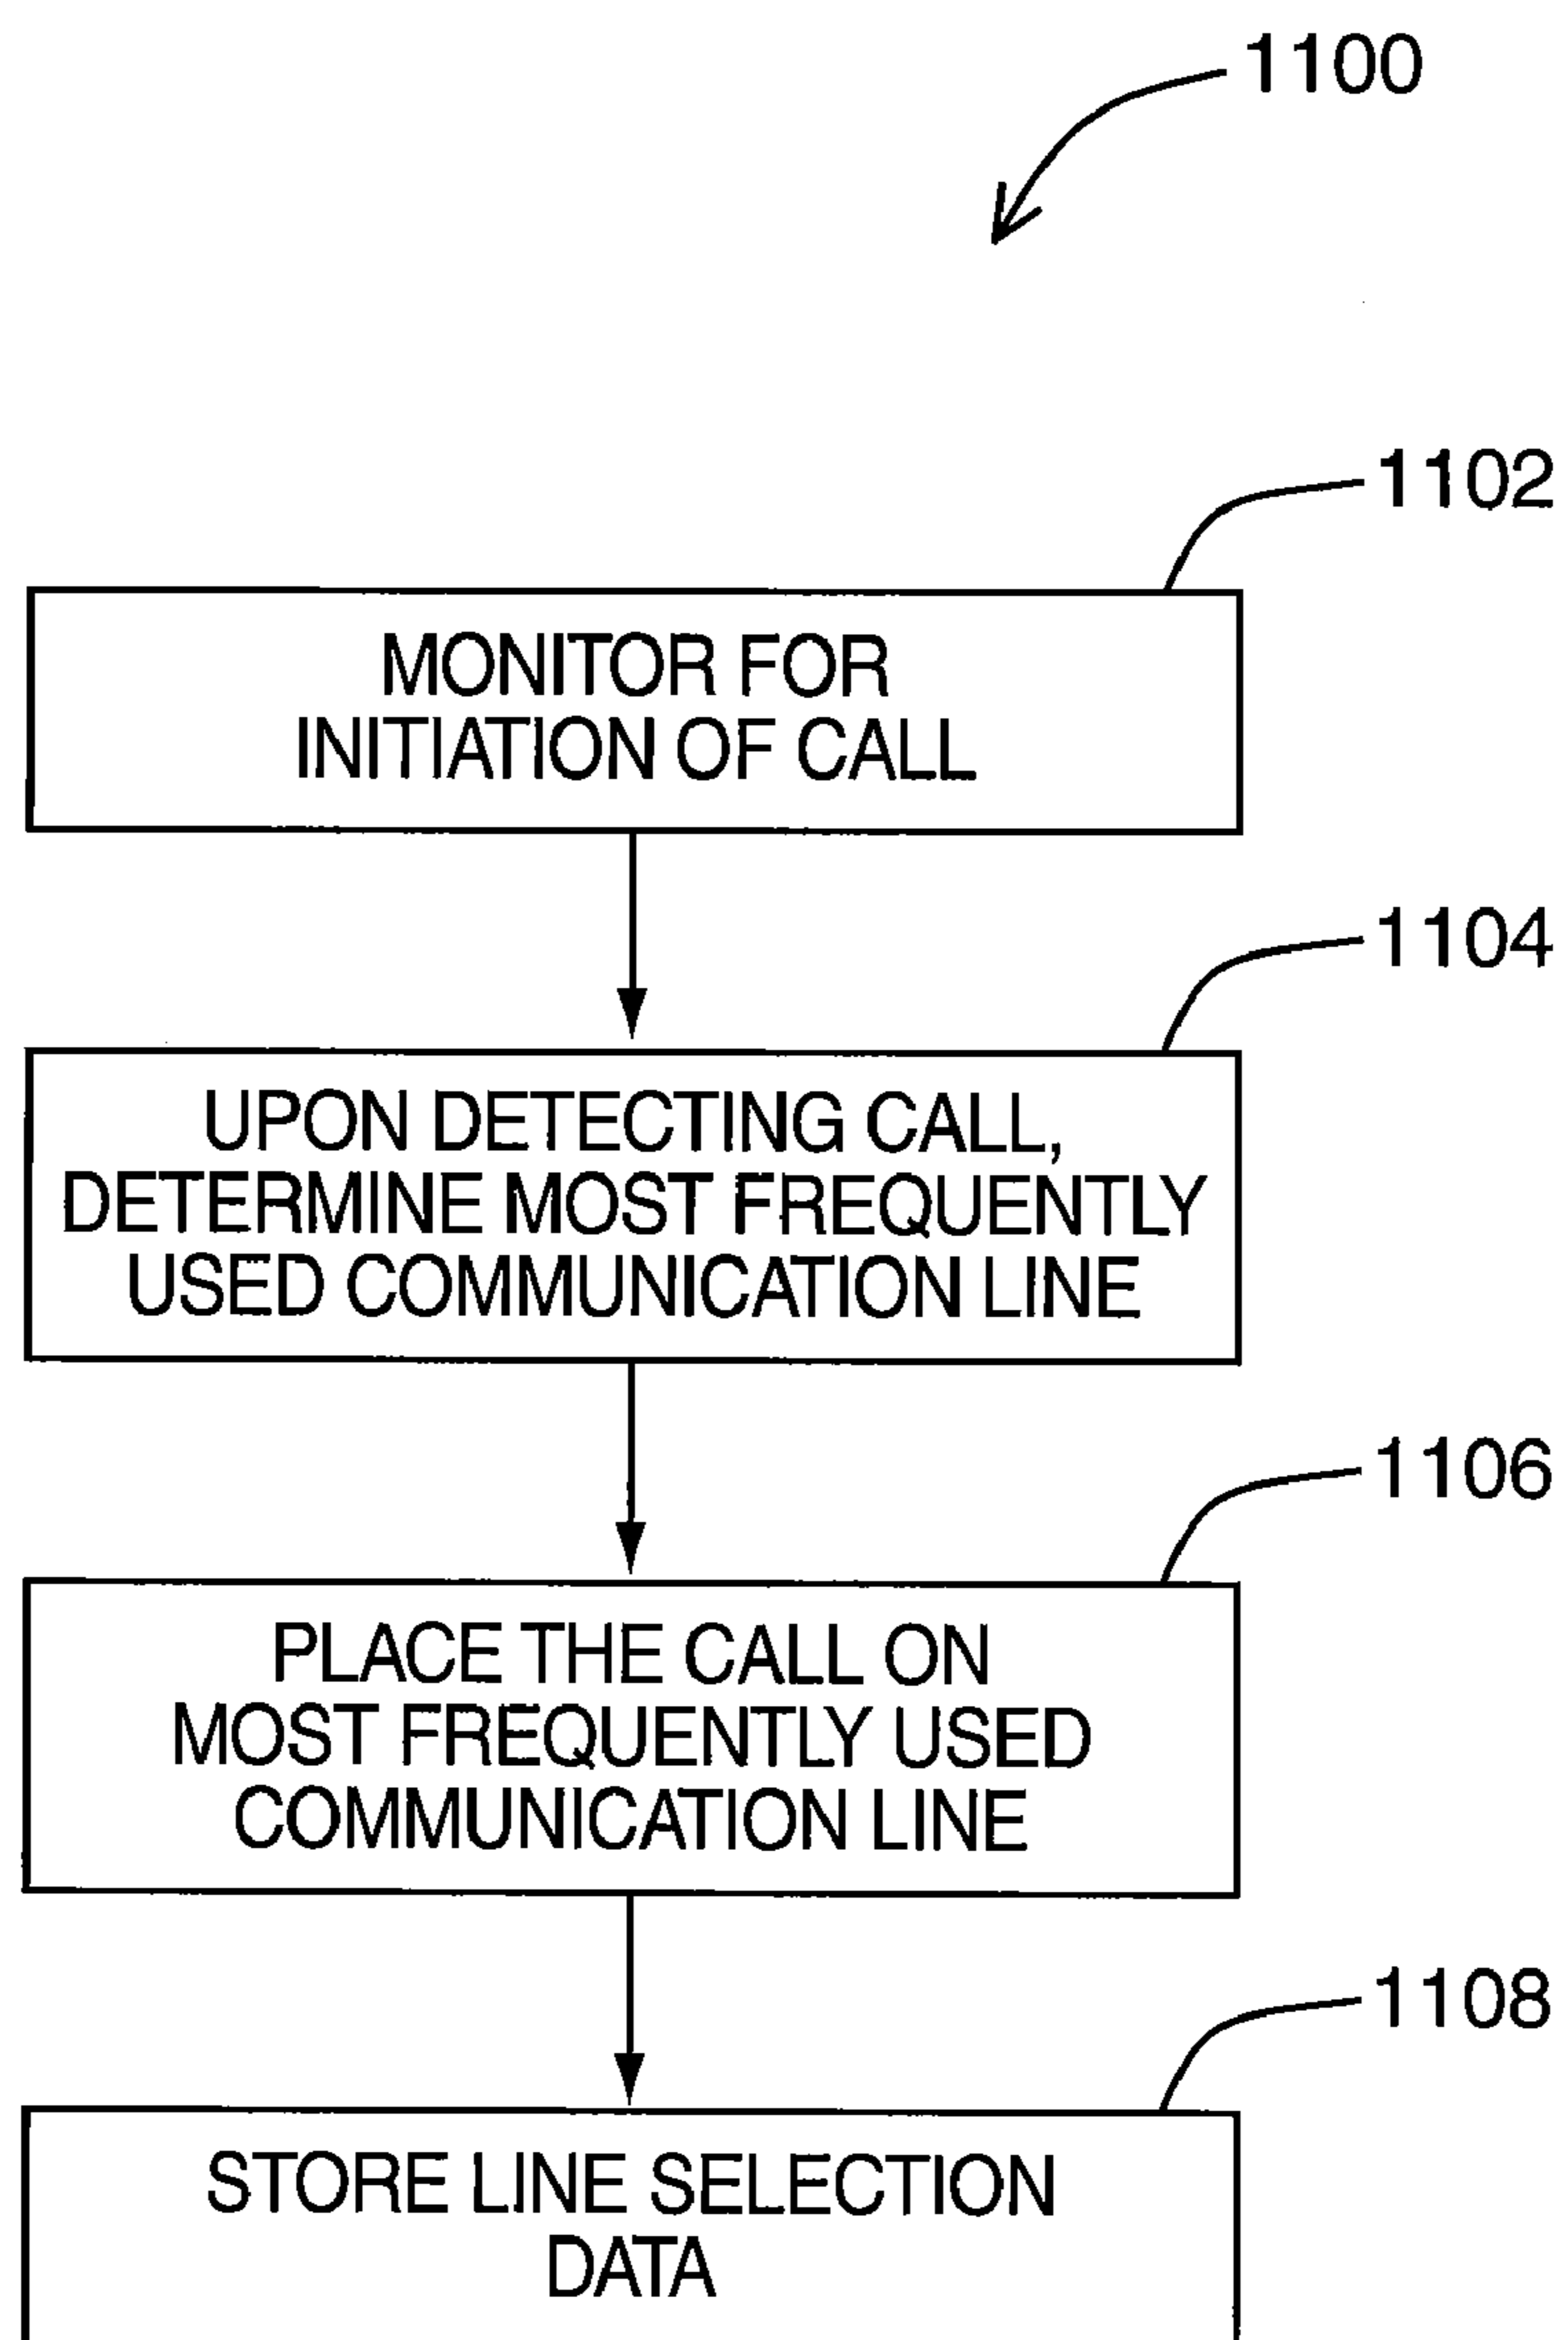 1100
1102
MONITOR FOR
INITIATION OF CALL
1104
UPON DETECTING CALL,
DETERMINE MOST FREQUENTLY
USED COMMUNICATION LINE
1106
PLACE THE CALL ON
MOST FREQUENTLY USED
COMMUNICATION LINE
1108
STORE LINE SELECTION
DATA